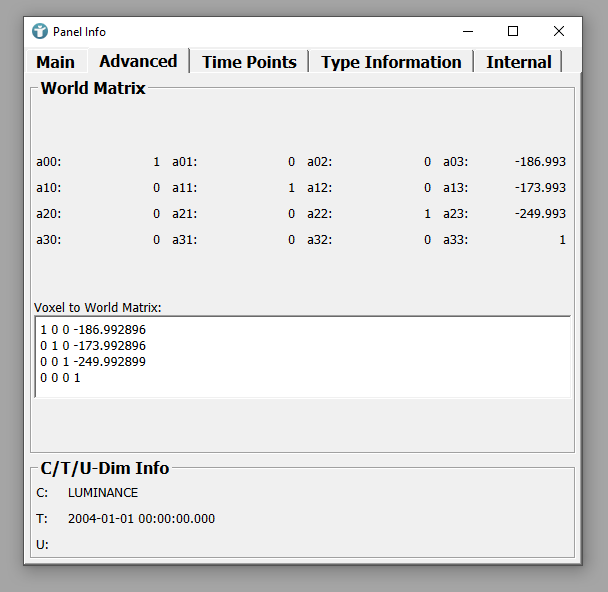 Panel Info
Main Advanced Time Points Type Information Internal
World Matrix
a00: 1 a01: 0 a02: 0 a03: -186.993
a10: 0 a11: 1 a12: 0 a13: -173.993
a20: 0 a21: 0 a22: 1 a23: -249.993
a30: 0 a31: 0 a32: 0 a33: 1
Voxel to World Matrix:
1 0 0 -186.992896
0 1 0 -173.992896
0 0 1 -249.992899
0 0 0 1
C/T/U-Dim Info
C: LUMINANCE
T: 2004-01-01 00:00:00.000
U: